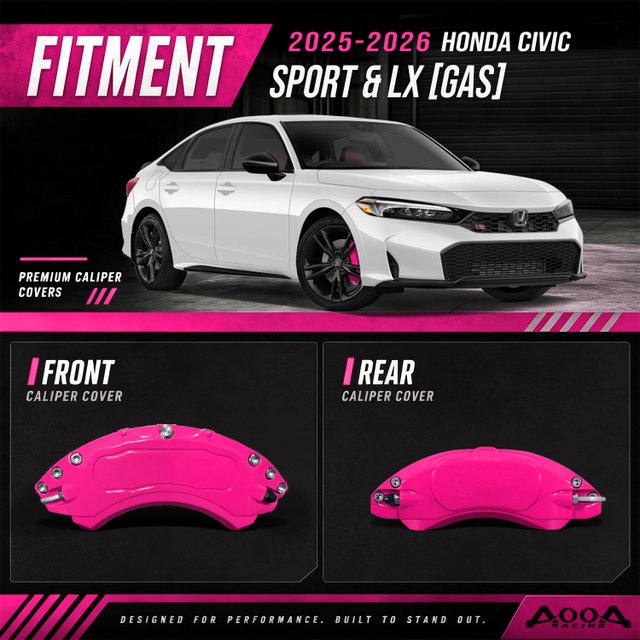 FITMENT
2025-2026 HONDA CIVIC
SPORT & LX [GAS]
PREMIUM CALIPER
COVERS
FRONT
CALIPER COVER
REAR
CALIPER COVER
DESIGNED FOR PERFORMANCE. BUILT TO STAND OUT.
AOOA
RACING